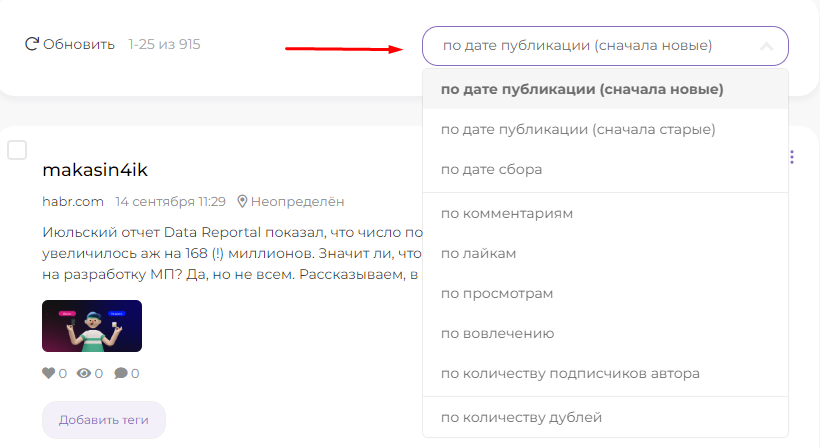 Обновить 1-25 из 915
по дате публикации (сначала новые)
по дате публикации (сначала новые)
по дате публикации (сначала старые)
по дате сбора
по комментариям
по лайкам
по просмотрам
по вовлечению
по количеству подписчиков автора
по количеству дублей
makasin4ik
habr.com 14 сентября 11:29 Неопределён
Июльский отчет Data Reportal показал, что число по
увеличилось аж на 168 (!) миллионов. Значит ли, что
на разработку МП? Да, но не всем. Рассказываем, в
0 0 0
Добавить теги